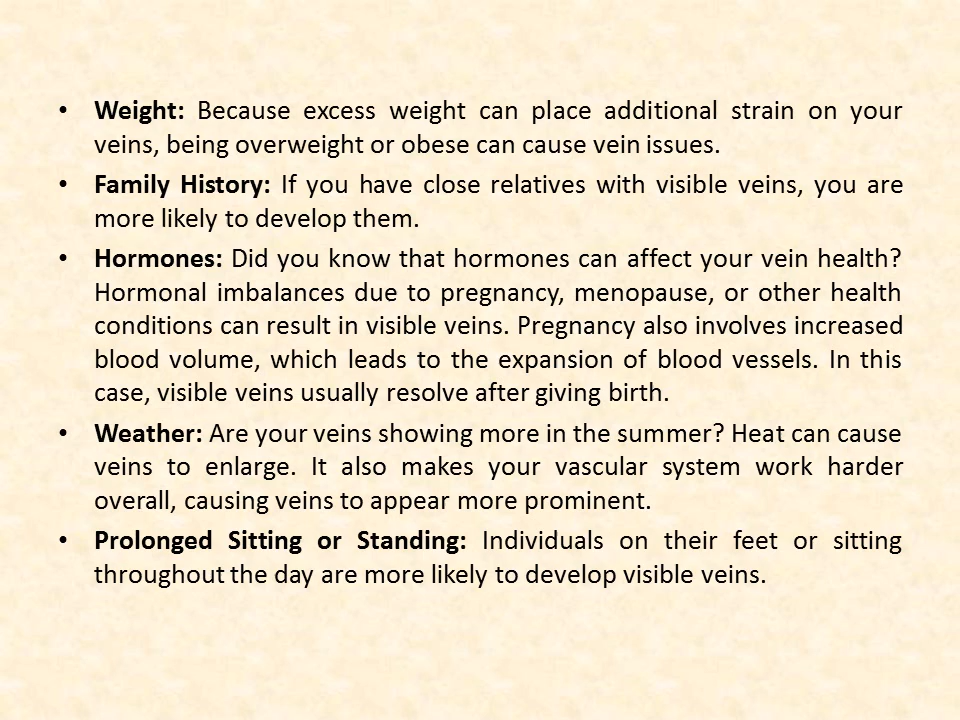 • Weight: Because excess weight can place additional strain on your
veins, being overweight or obese can cause vein issues.
• Family History: If you have close relatives with visible veins, you are
more likely to develop them.
• Hormones: Did you know that hormones can affect your vein health?
Hormonal imbalances due to pregnancy, menopause, or other health
conditions can result in visible veins. Pregnancy also involves increased
blood volume, which leads to the expansion of blood vessels. In this
case, visible veins usually resolve after giving birth.
• Weather: Are your veins showing more in the summer? Heat can cause
veins to enlarge. It also makes your vascular system work harder
overall, causing veins to appear more prominent.
• Prolonged Sitting or Standing: Individuals on their feet or sitting
throughout the day are more likely to develop visible veins.